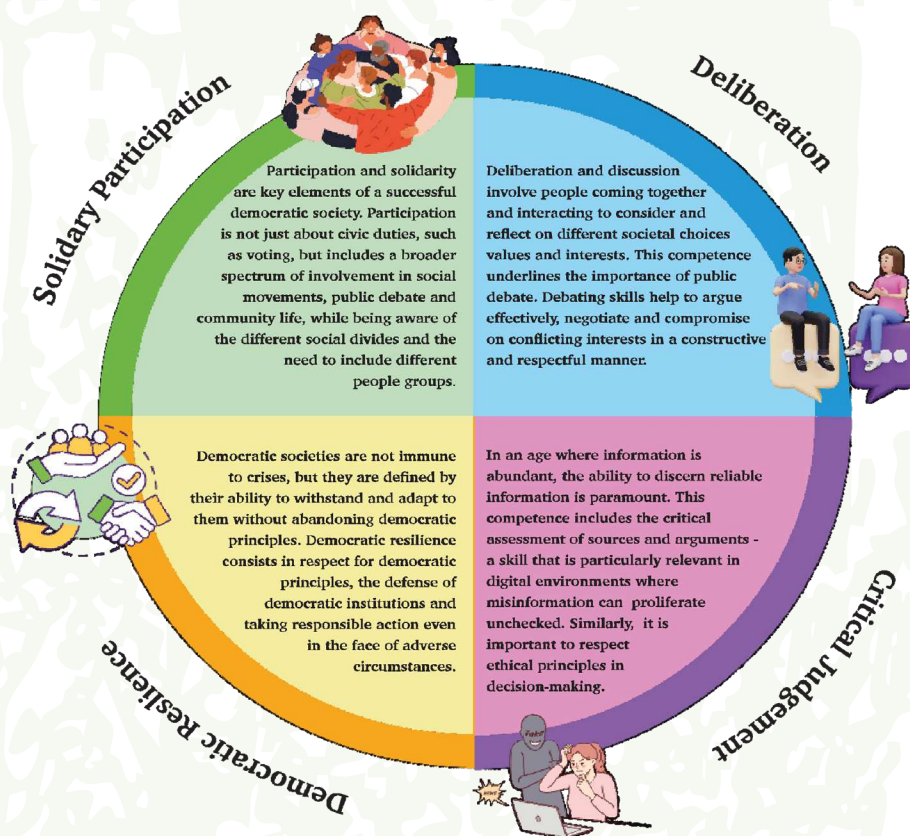 Solidary Participation
Participation and solidarity
are key elements of a successful
democratic society. Participation
is not just about civic duties, such
as voting, but includes a broader
spectrum of involvement in social
movements, public debate and
community life, while being aware of
the different social divides and the
need to include different
people groups.
Deliberation
Deliberation and discussion
involve people coming together
and interacting to consider and
reflect on different societal choices
values and interests. This competence
underlines the importance of public
debate. Debating skills help to argue
effectively, negotiate and compromise
on conflicting interests in a constructive
and respectful manner.
Democratic societies are not immune
to crises, but they are defined by
their ability to withstand and adapt to
them without abandoning democratic
principles. Democratic resilience
consists in respect for democratic
principles, the defense of
democratic institutions and
taking responsible action even
in the face of adverse
circumstances.
Democratic Reslience
In an age where information is
abundant, the ability to discern reliable
information is paramount. This
competence includes the critical
assessment of sources and arguments -
a skill that is particularly relevant in
digital environments where
misinformation can proliferate
unchecked. Similarly, it is
important to respect
ethical principles in
decision-making.
Critical Judgement